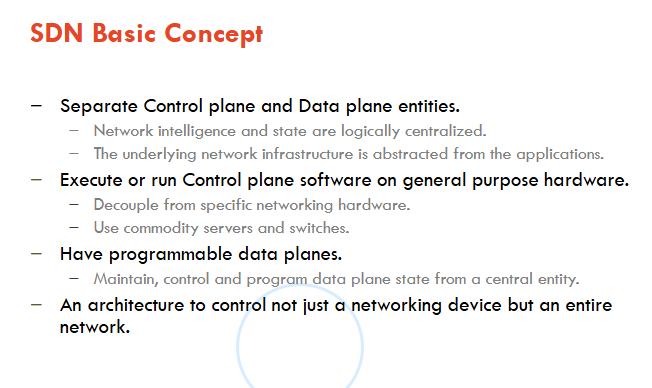 SDN Basic Concept
– Separate Control plane and Data plane entities.
– Network intelligence and state are logically centralized.
– The underlying network infrastructure is abstracted from the applications.
– Execute or run Control plane software on general purpose hardware.
– Decouple from specific networking hardware.
– Use commodity servers and switches.
– Have programmable data planes.
– Maintain, control and program data plane state from a central entity.
– An architecture to control not just a networking device but an entire
network.